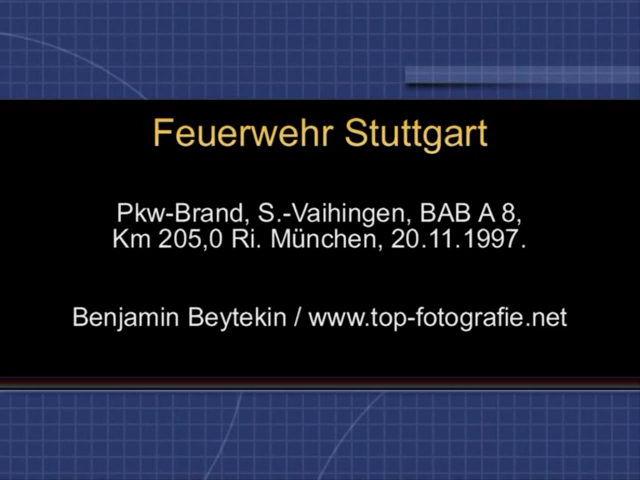 Feuerwehr Stuttgart
Pkw-Brand, S.-Vaihingen, BAB A 8,
Km 205,0 Ri. München, 20.11.1997.
Benjamin Beytekin / www.top-fotografie.net